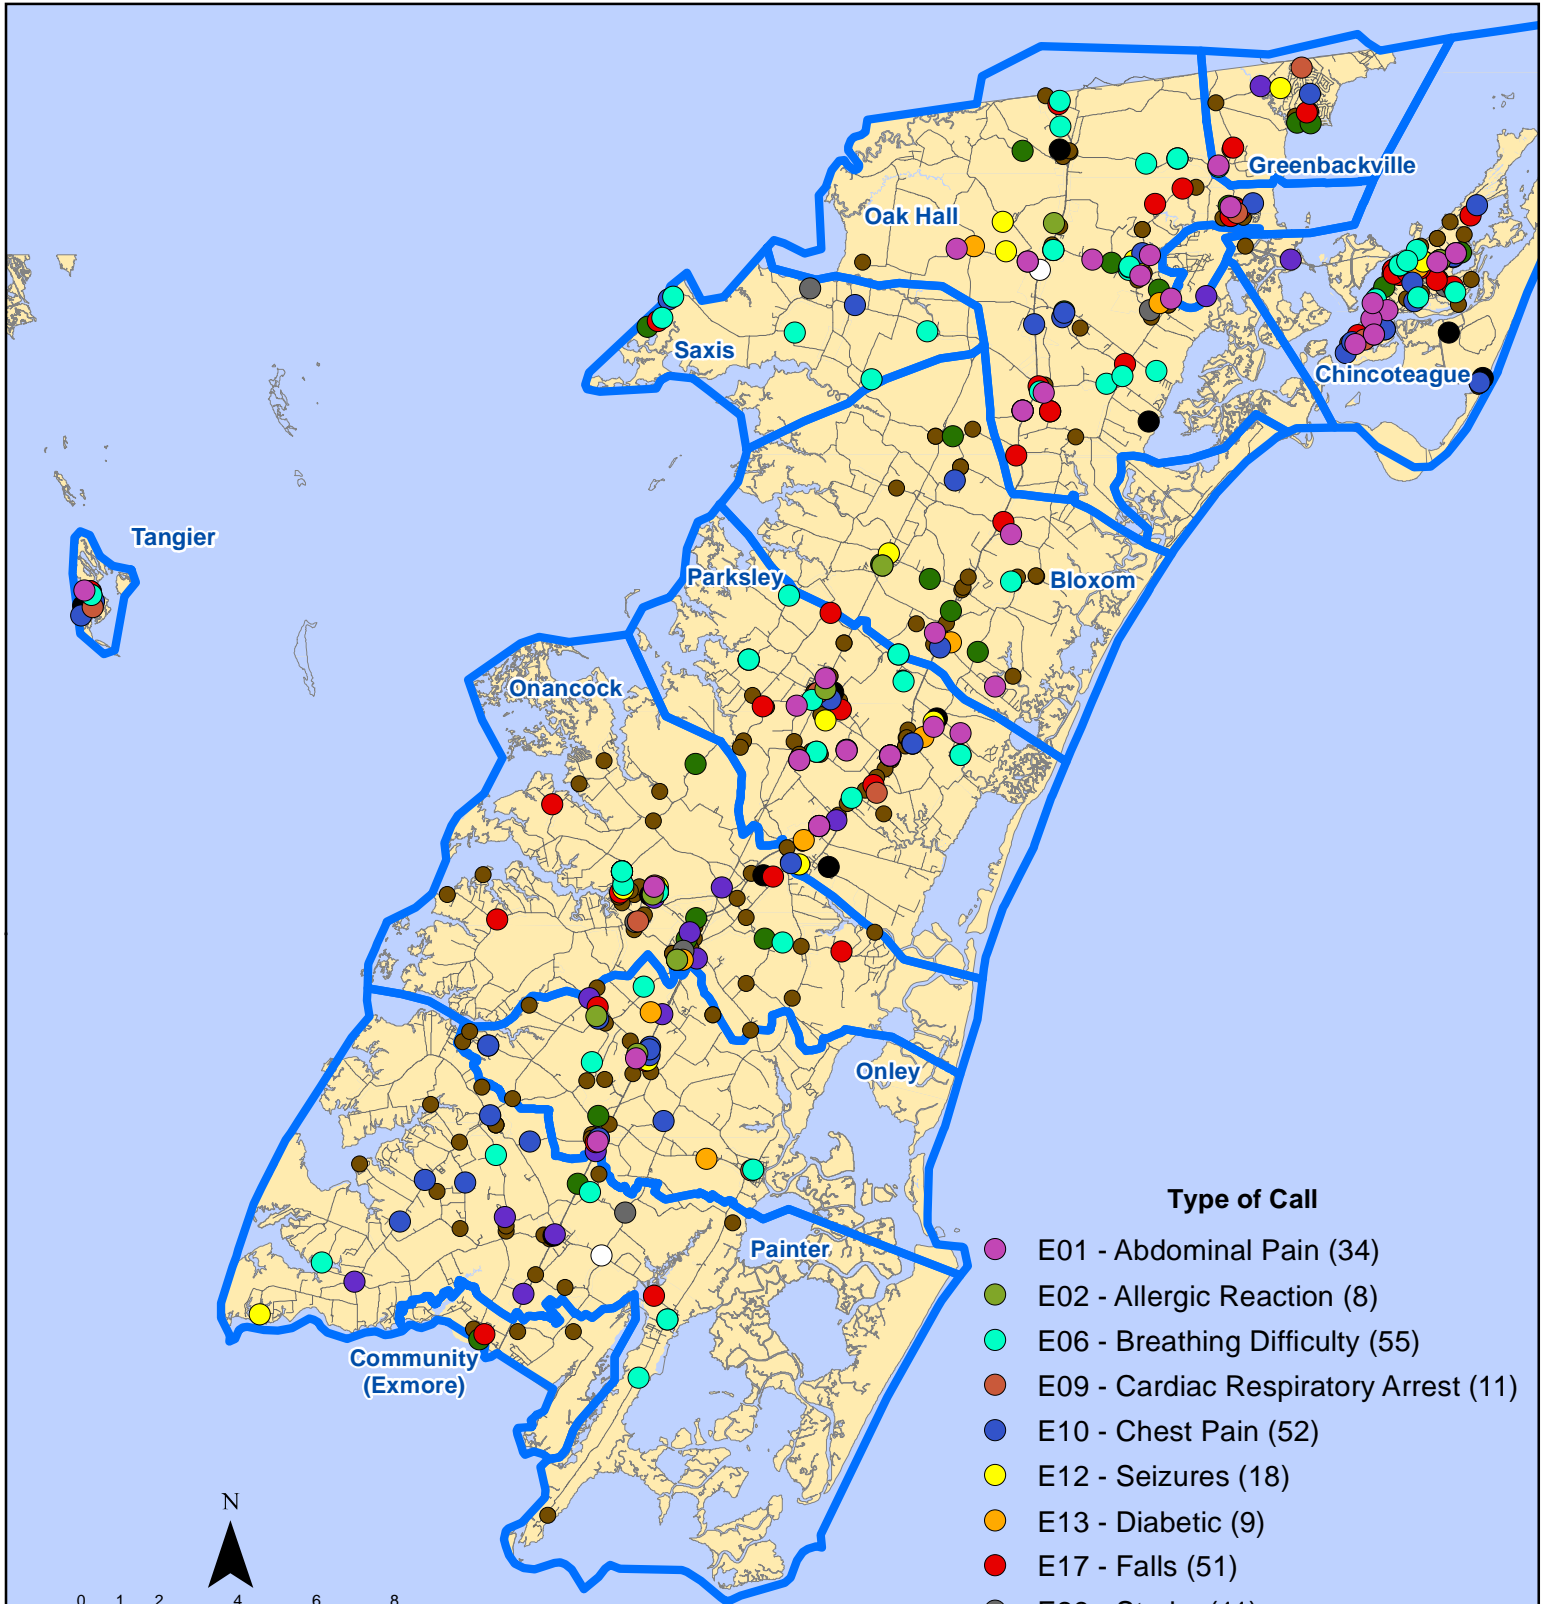 Greenbackville
Oak Hall
Saxis
Chincoteague
Tangier
Parksley
Bloxom
Onancock
Onley
Painter
Community
(Exmore)
Type of Call
E01 - Abdominal Pain (34)
E02 - Allergic Reaction (8)
E06 - Breathing Difficulty (55)
E09 - Cardiac Respiratory Arrest (11)
E10 - Chest Pain (52)
E12 - Seizures (18)
E13 - Diabetic (9)
E17 - Falls (51)
N
0 1 2 4 6 8